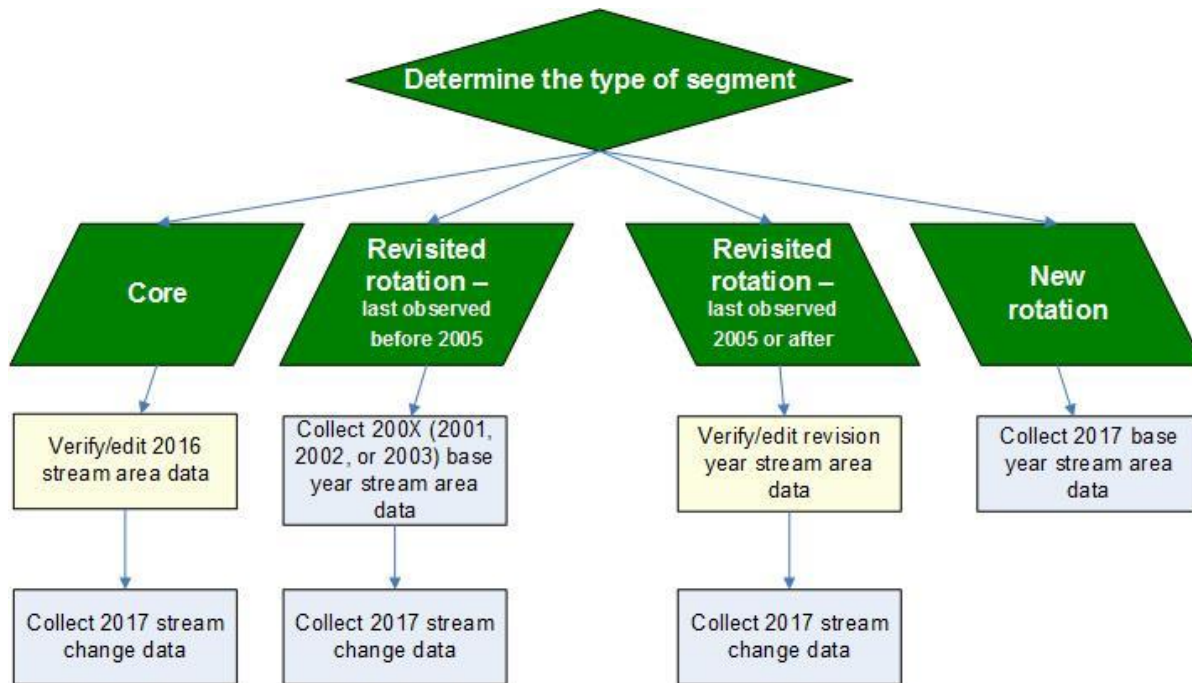 Determine the type of segment
Core
Revisited
rotation –
last observed
before 2005
Revisited
rotation –
last observed
2005 or after
New
rotation
Verify/edit 2016
stream area data
Collect 200X (2001,
2002, or 2003) base
year stream area
data
Verify/edit revision
year stream area
data
Collect 2017 base
year stream area
data
Collect 2017 stream
change data
Collect 2017 stream
change data
Collect 2017 stream
change data